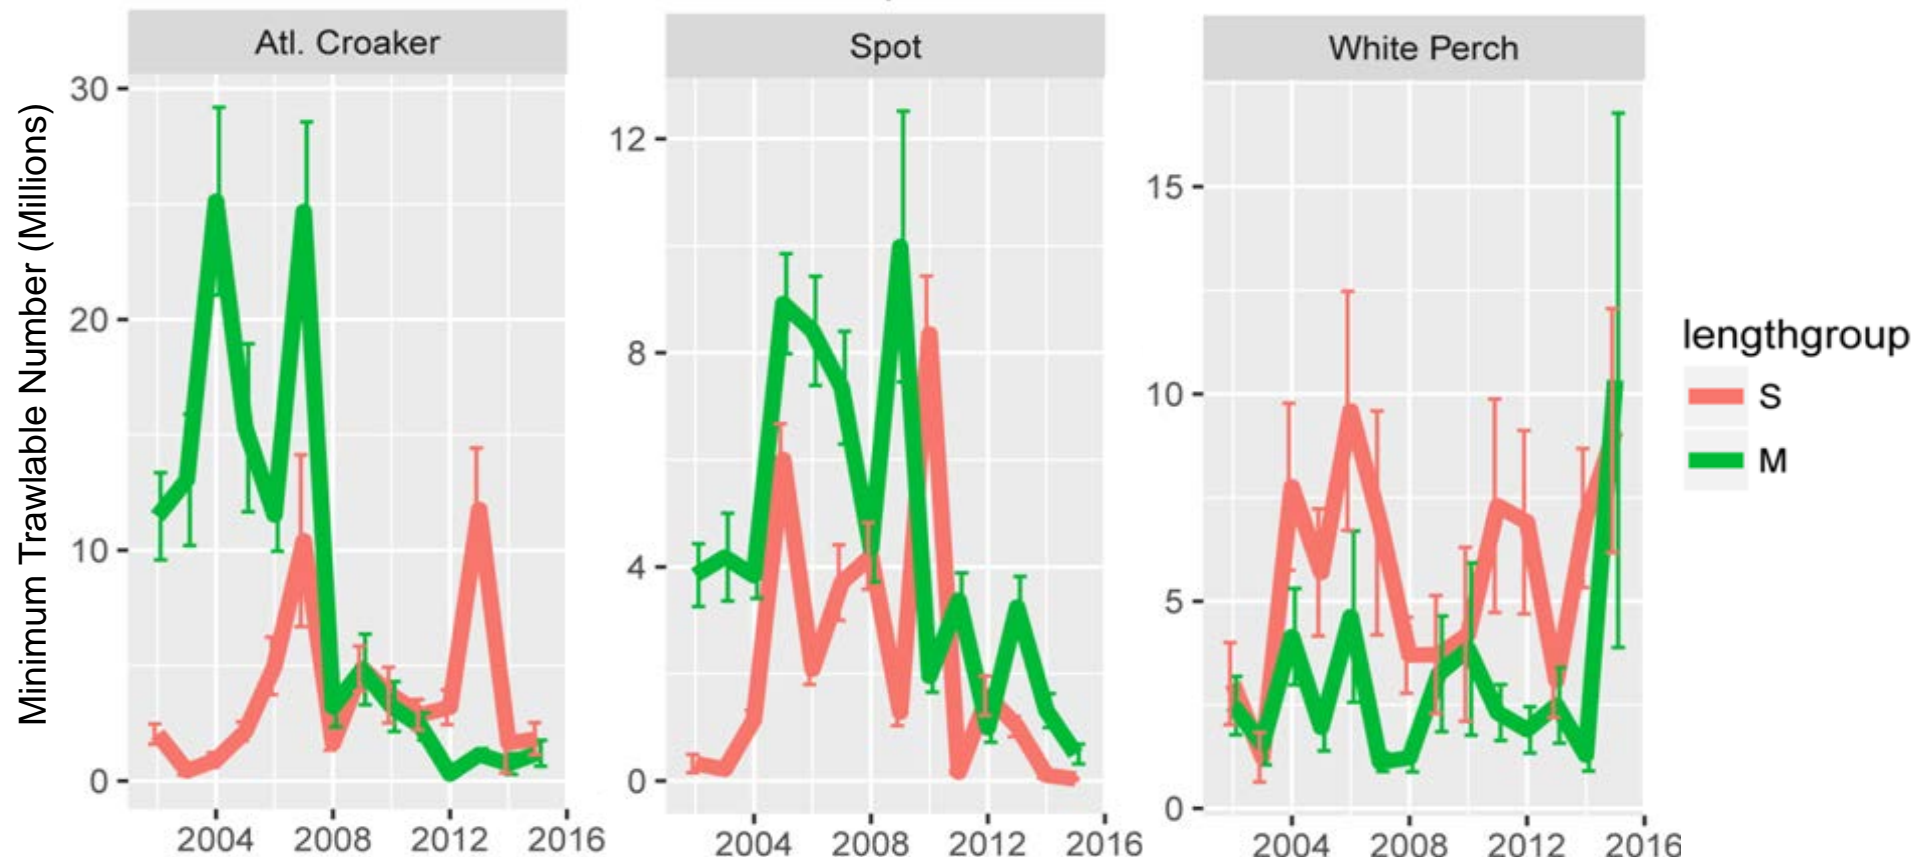 Atl. Croaker
Spot
White Perch
Minimum Trawlable Number (Millions)
30
20
10
0
12
8
4
0
15
10
5
0
2004 2008 2012 2016
2004 2008 2012 2016
2004 2008 2012 2016
lengthgroup
S
M